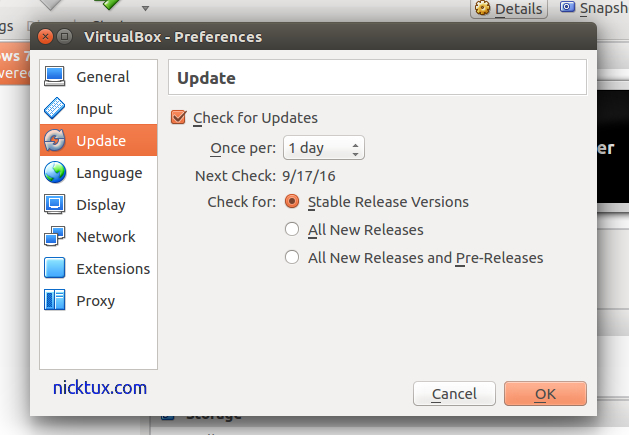 Details
Snapsh
gs
VirtualBox - Preferences
ows 7
wered
General
Input
Update
Language
Display
Network
Extensions
Proxy
Update
Check for Updates
Once per: 1 day
Next Check: 9/17/16
Check for: Stable Release Versions
All New Releases
All New Releases and Pre-Releases
er
nicktux.com
Cancel
OK
Storage